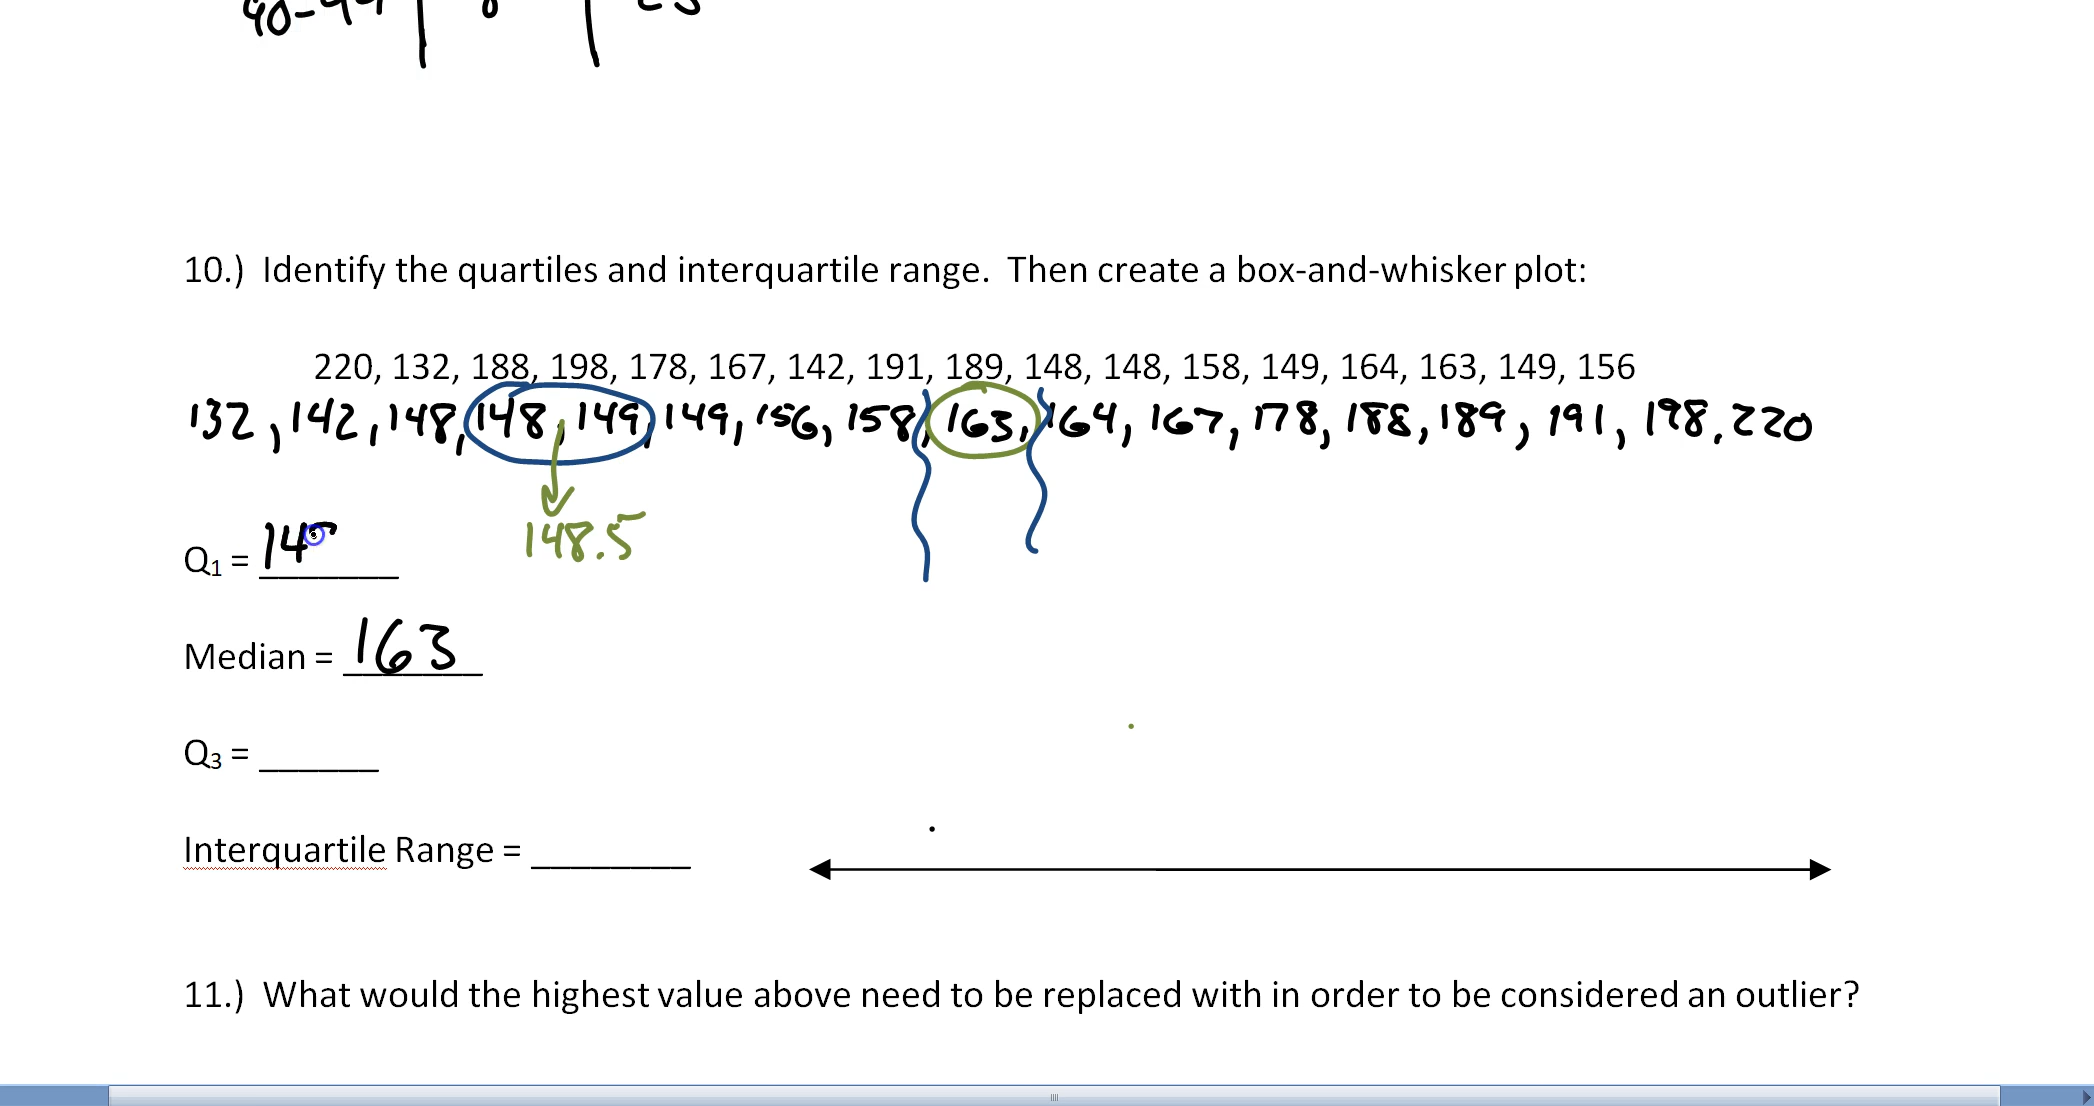 10.) Identify the quartiles and interquartile range. Then create a box-and-whisker plot:
220, 132, 188, 198, 178, 167, 142, 191, 189, 148, 148, 158, 149, 164, 163, 149, 156
132, 142, 148, 148, 149, 149, 156, 158, 163, 164, 167, 178, 188, 189, 191, 198, 220
148.5
Q1 = 14
Median = 163
Q3 = ______
Interquartile Range = ________
11.) What would the highest value above need to be replaced with in order to be considered an outlier?